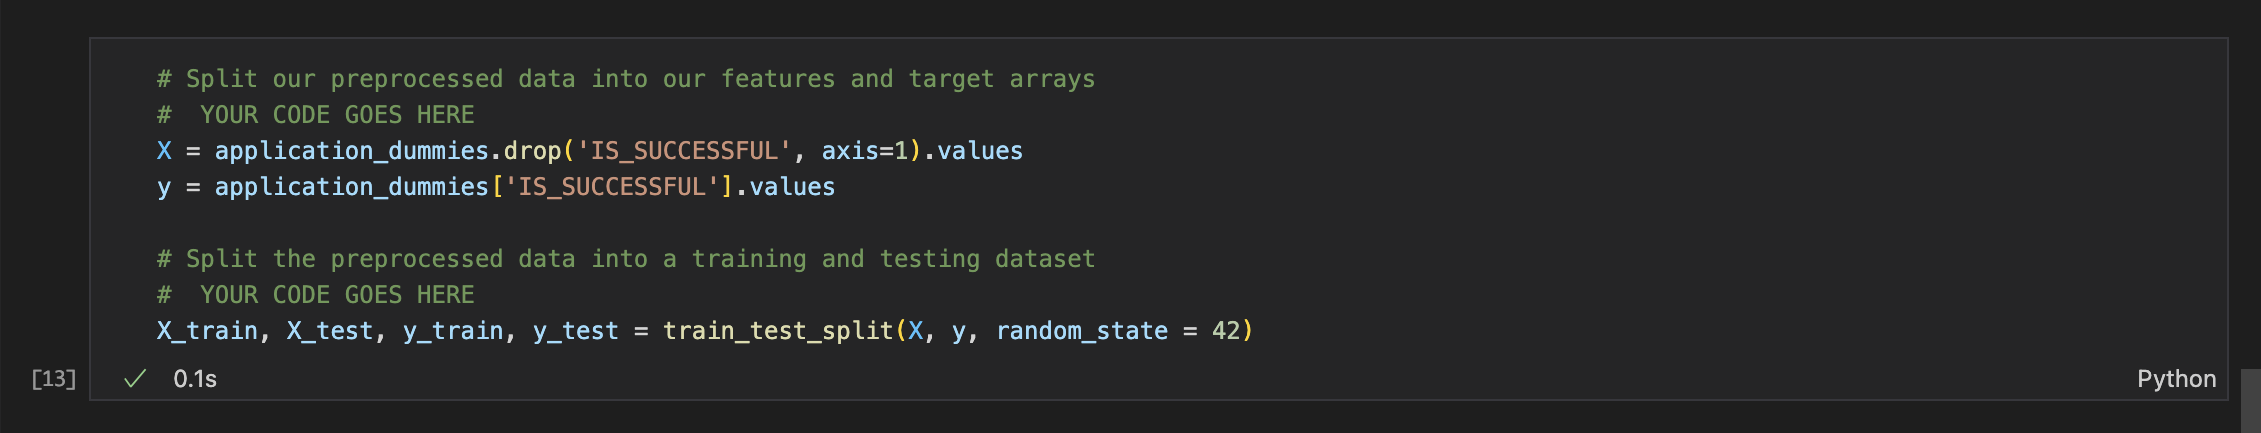 # Split our preprocessed data into our features and target arrays
#  YOUR CODE GOES HERE
X = application_dummies.drop('IS_SUCCESSFUL', axis=1).values
y = application_dummies['IS_SUCCESSFUL'].values
# Split the preprocessed data into a training and testing dataset
#  YOUR CODE GOES HERE
X_train, X_test, y_train, y_test = train_test_split(X, y, random_state = 42)
[13] ✓ 0.1s Python